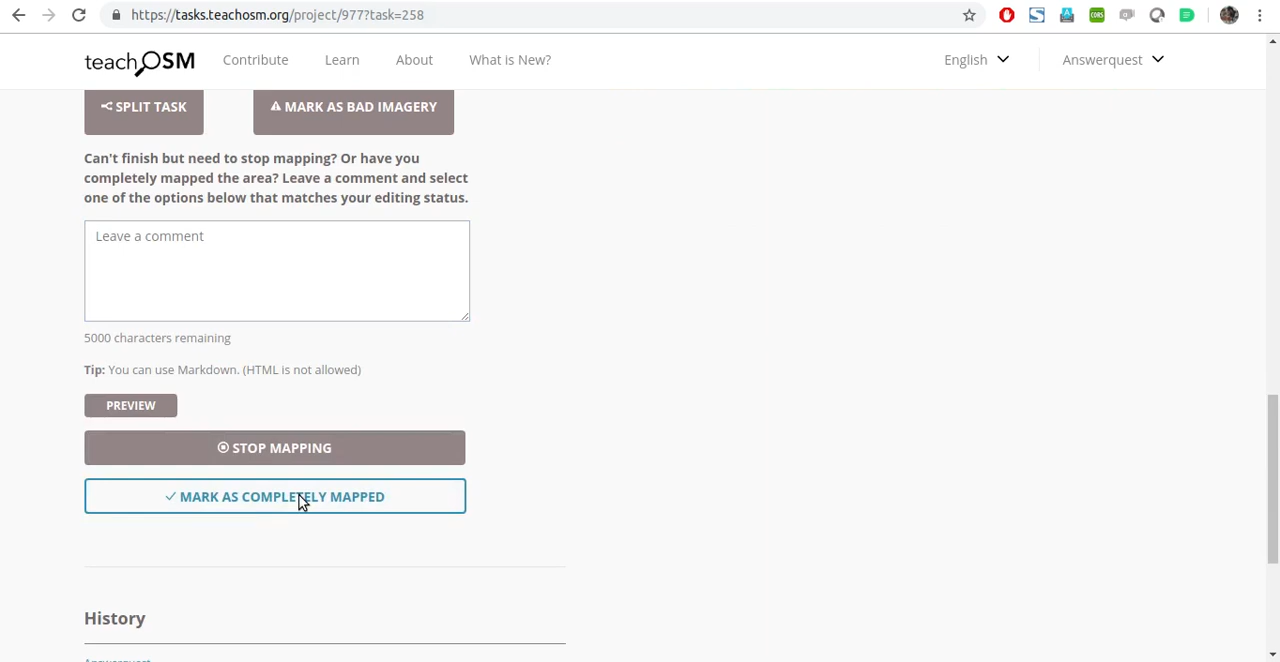 https://tasks.teachosm.org/project/977?task=258
CORS
teachOSM Contribute Learn About What is New? English Answerquest
SPLIT TASK MARK AS BAD IMAGERY
Can't finish but need to stop mapping? Or have you
completely mapped the area? Leave a comment and select
one of the options below that matches your editing status.
Leave a comment
5000 characters remaining
Tip: You can use Markdown. (HTML is not allowed)
PREVIEW
STOP MAPPING
MARK AS COMPLETELY MAPPED
History
Answerquest